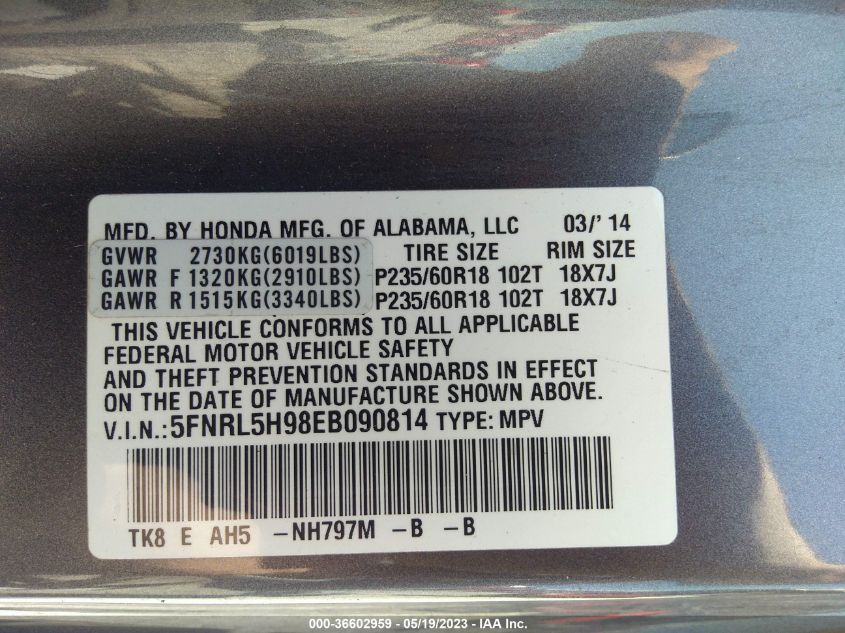 MFD. BY HONDA MFG. OF ALABAMA, LLC 03/' 14
GVWR 2730KG(6019LBS) TIRE SIZE RIM SIZE
GAWR F 1320KG(2910LBS) P235/60R18 102T 18X7J
GAWR R 1515KG(3340LBS) P235/60R18 102T 18X7J
THIS VEHICLE CONFORMS TO ALL APPLICABLE
FEDERAL MOTOR VEHICLE SAFETY
AND THEFT PREVENTION STANDARDS IN EFFECT
ON THE DATE OF MANUFACTURE SHOWN ABOVE.
V.I.N.:5FNRL5H98EB090814 TYPE: MPV
TK8 E AH5 -NH797M -B -B
000-36602959 - 05/19/2023 - IAA, Inc.